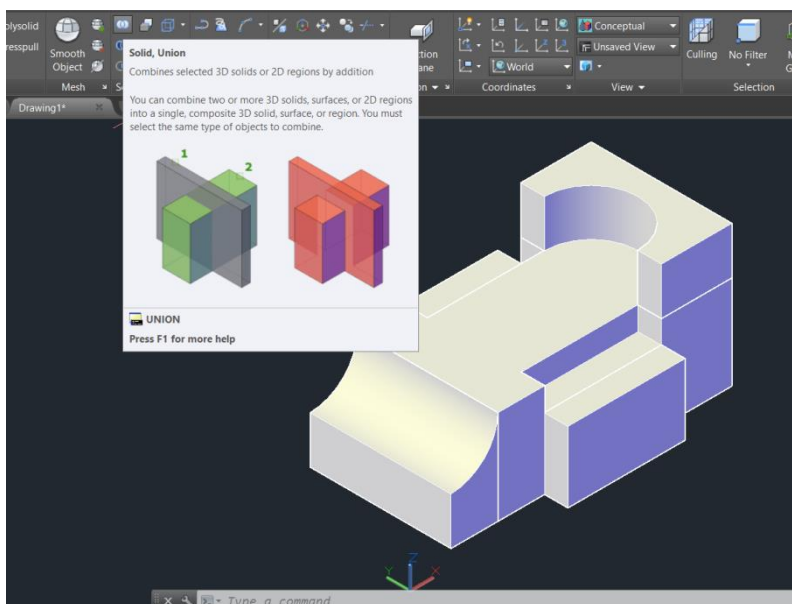 olysolid
resspull
Smooth
Object
Mesh
Conceptual
Unsaved View
World
Coordinates
View
Culling
No Filter
Selection
Drawing1*
Solid, Union
Combines selected 3D solids or 2D regions by addition
You can combine two or more 3D solids, surfaces, or 2D regions
into a single, composite 3D solid, surface, or region. You must
select the same type of objects to combine.
1
2
UNION
Press F1 for more help
Z
Y
X
Type a command